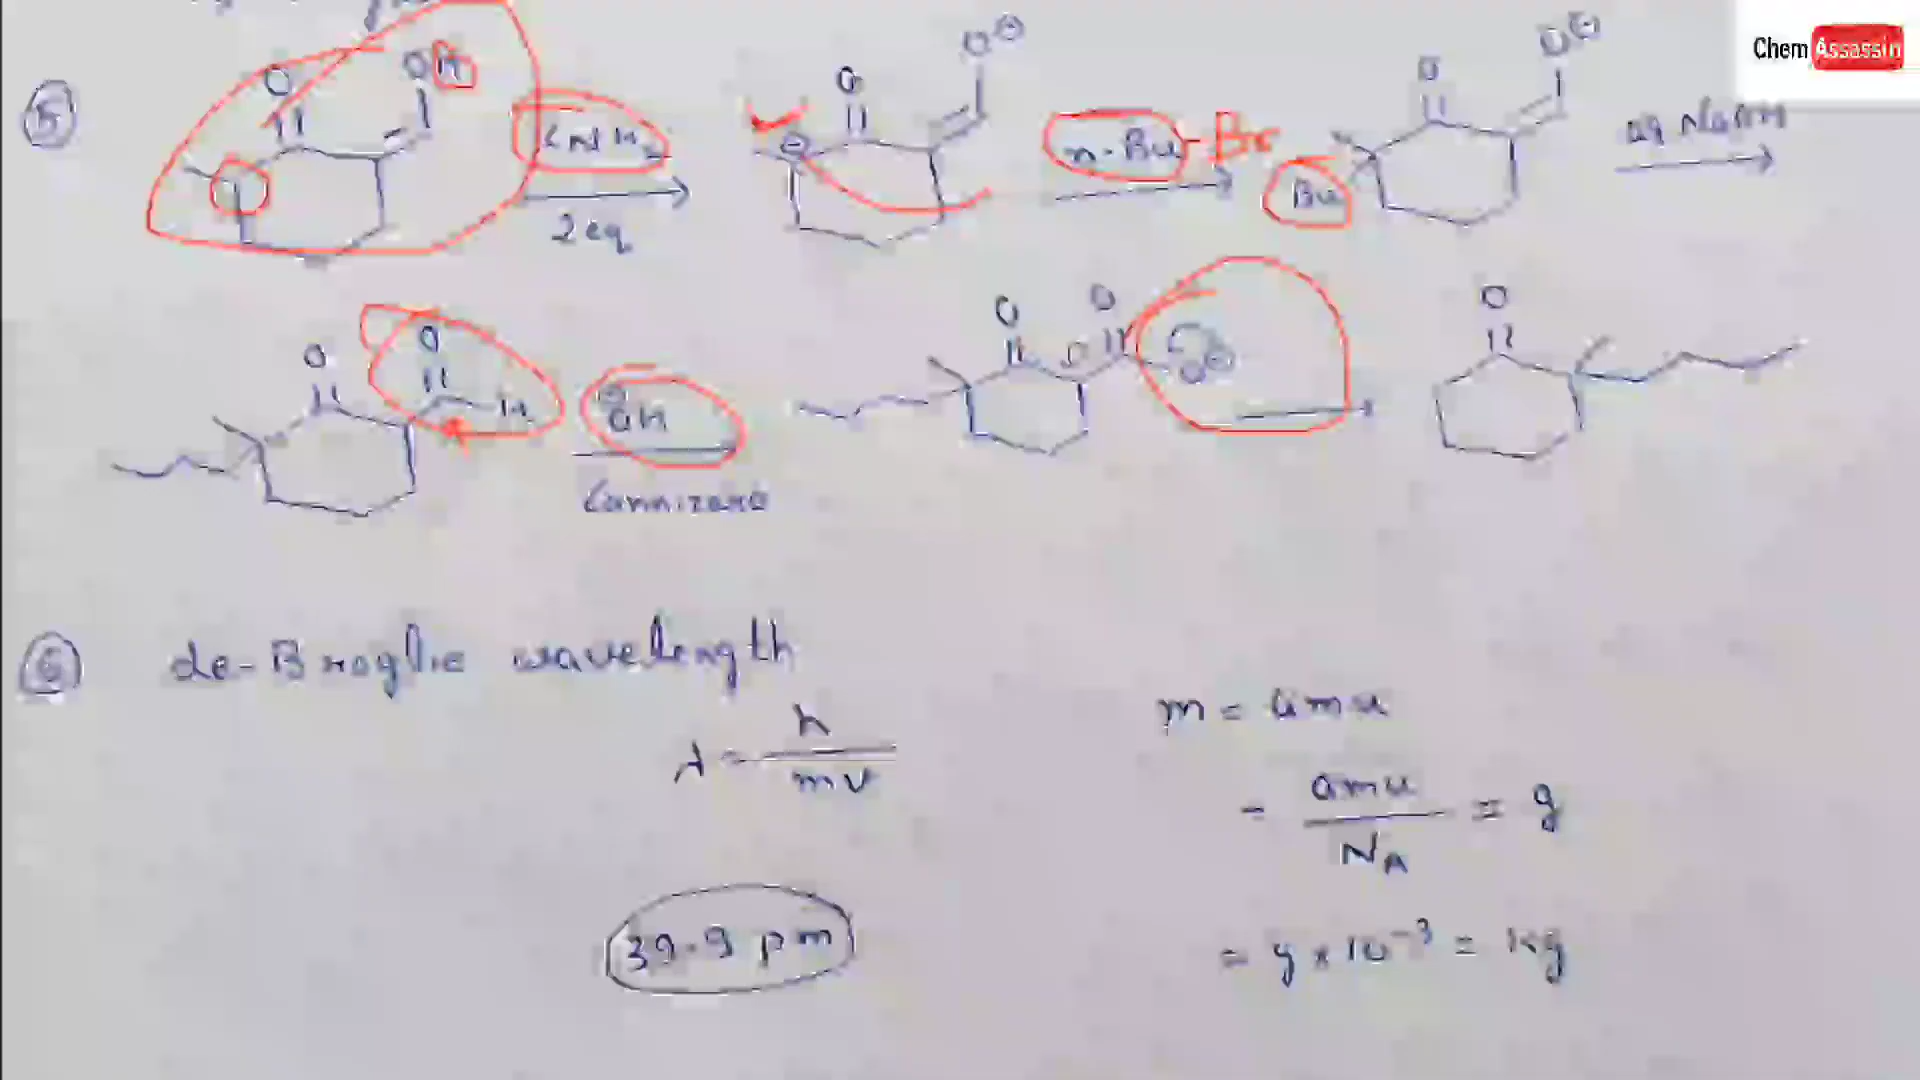 Chem Assassin
5
O OH
KNH2
2eq
O O⊖
⊖
n-Bu-Br
O O⊖
Bu
aq NaOH
O O
H
⊖OH
Cannizaro
O O
O⊖
O
6 de-Broglie wavelength
λ = h / mv
m = amu
= amu / NA = g
39.9 pm
= g × 10⁻³ = kg